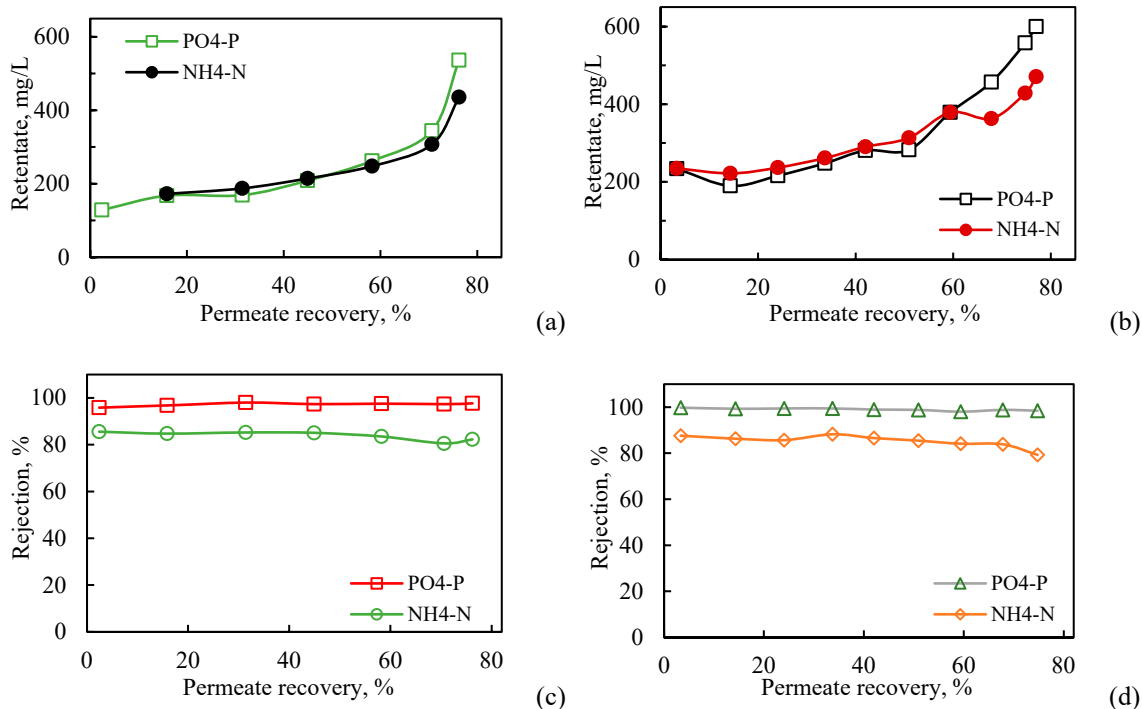 Retentate, mg/L
600
400
200
0
PO4-P
NH4-N
0 20 40 60 80
Permeate recovery, %
(a)
Retentate, mg/L
600
400
200
0
PO4-P
NH4-N
0 20 40 60 80
Permeate recovery, %
(b)
Rejection, %
100
80
60
40
20
0
PO4-P
NH4-N
0 20 40 60 80
Permeate recovery, %
(c)
Rejection, %
100
80
60
40
20
0
PO4-P
NH4-N
0 20 40 60 80
Permeate recovery, %
(d)